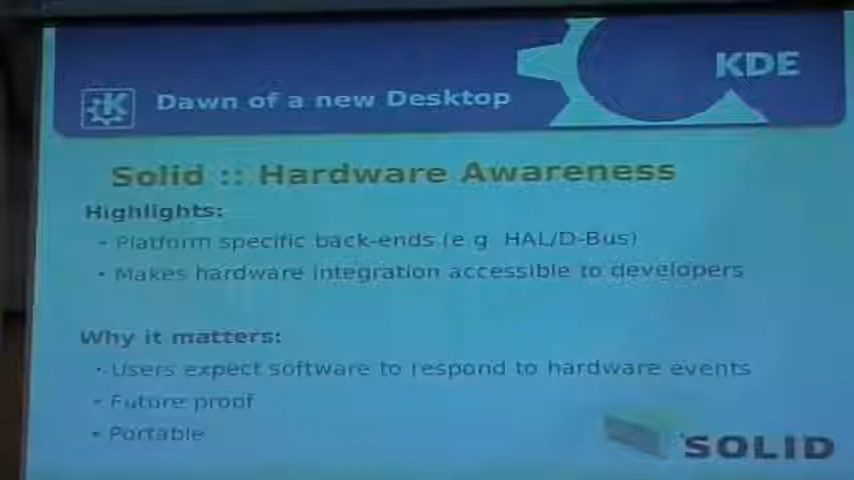 KDE
Dawn of a new Desktop
Solid :: Hardware Awareness
Highlights:
- Platform specific back-ends (e g HAL/D-Bus)
- Makes hardware integration accessible to developers
Why it matters:
- Users expect software to respond to hardware events
- Future proof
- Portable
SOLID